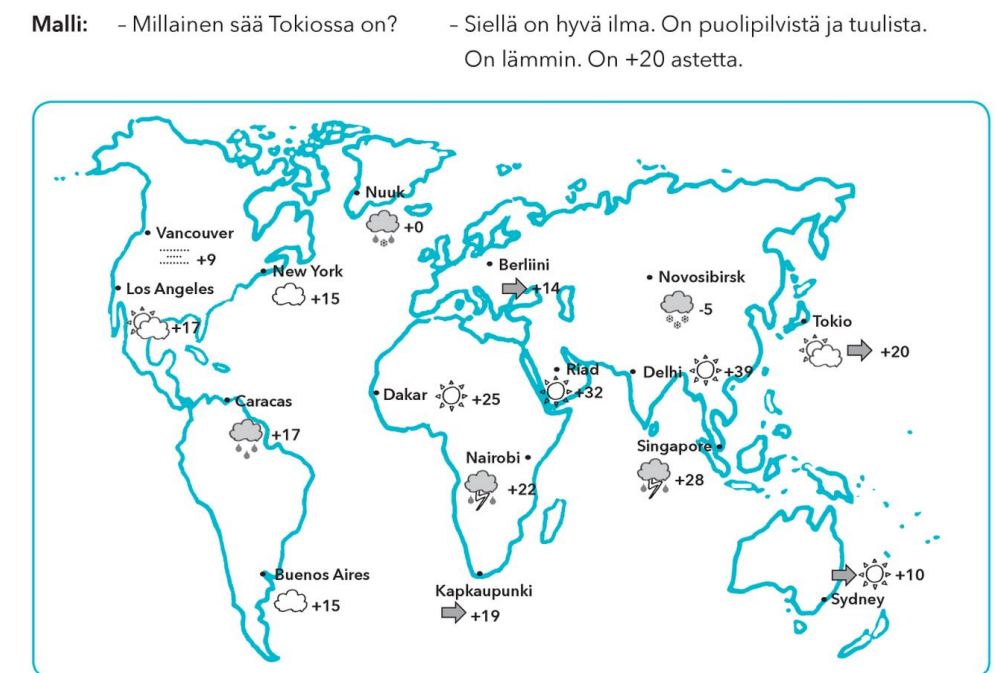 Malli: – Millainen sää Tokiossa on? – Siellä on hyvä ilma. On puolipilvistä ja tuulista.
On lämmin. On +20 astetta.
Nuuk
+0
Vancouver
+9
New York
+15
Berliini
+14
Novosibirsk
-5
Los Angeles
+17
Tokio
+20
Riad
+32
Delhi +39
Dakar +25
Caracas
+17
Nairobi
+22
Singapore
+28
Buenos Aires
+15
Kapkaupunki
+19
+10
Sydney